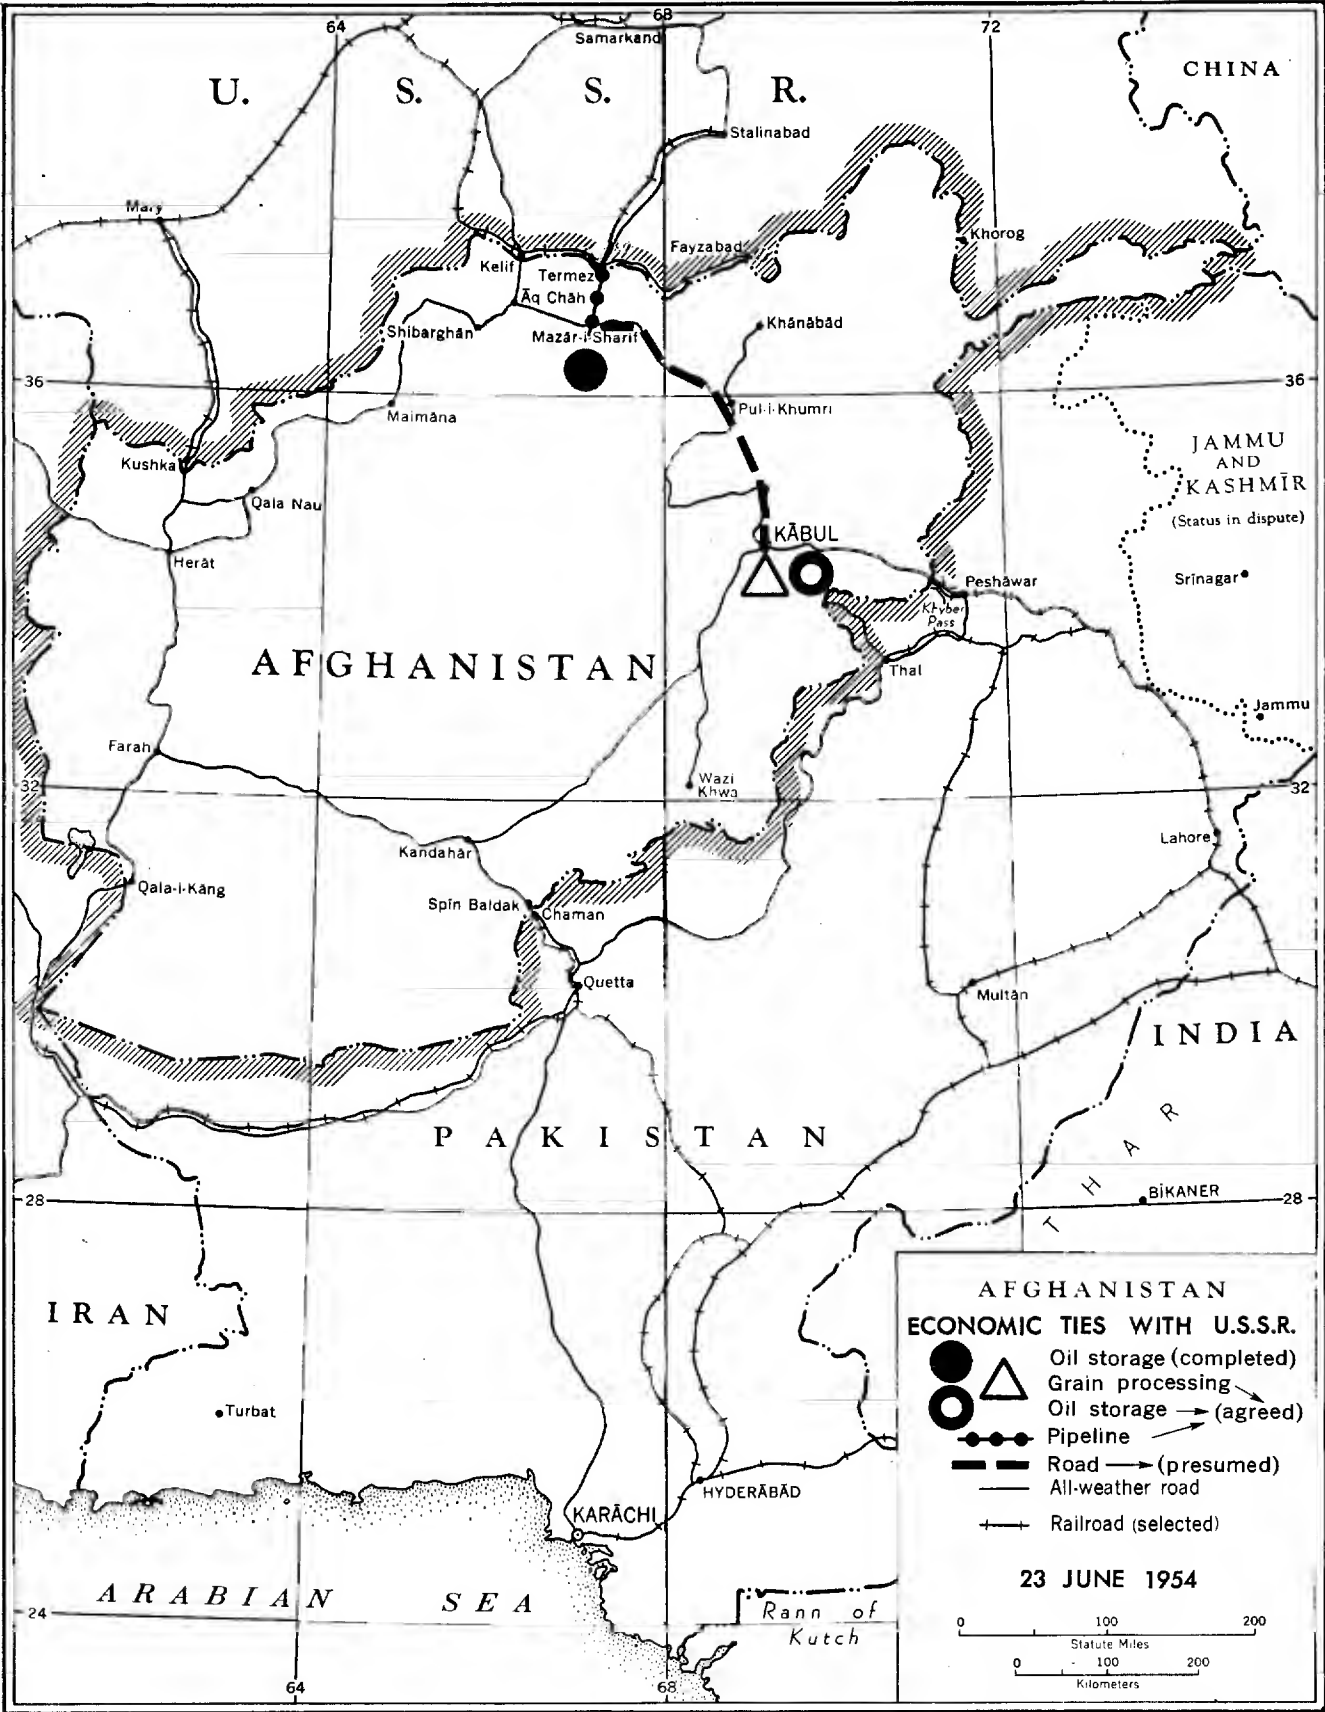 64
68
72
Samarkand
CHINA
U. S. S. R.
Stalinabad
Mary
Khorog
Fayzabad
Kelif
Termez
Āq Chāh
Shibarghān
Mazār-i-Sharif
Khānābād
36
36
Maimāna
Pul-i-Khumri
JAMMU
AND
KASHMĪR
(Status in dispute)
Kushka
Qala Nau
KĀBUL
Herāt
Peshāwar
Srīnagar
Khyber
Pass
AFGHANISTAN
Thal
Jammu
Farah
Wazi
Khwa
32
32
Lahore
Kandahār
Qala-i-Kāng
Spīn Baldak
Chaman
Quetta
Multān
INDIA
PAKISTAN
THAR
BĪKANER
28
28
IRAN
Turbat
HYDERĀBĀD
KARĀCHI
ARABIAN SEA
24
Rann of
Kutch
64
68
AFGHANISTAN
ECONOMIC TIES WITH U.S.S.R.
Oil storage (completed)
Grain processing
Oil storage (agreed)
Pipeline
Road (presumed)
All-weather road
Railroad (selected)
23 JUNE 1954
0 100 200
Statute Miles
0 100 200
Kilometers